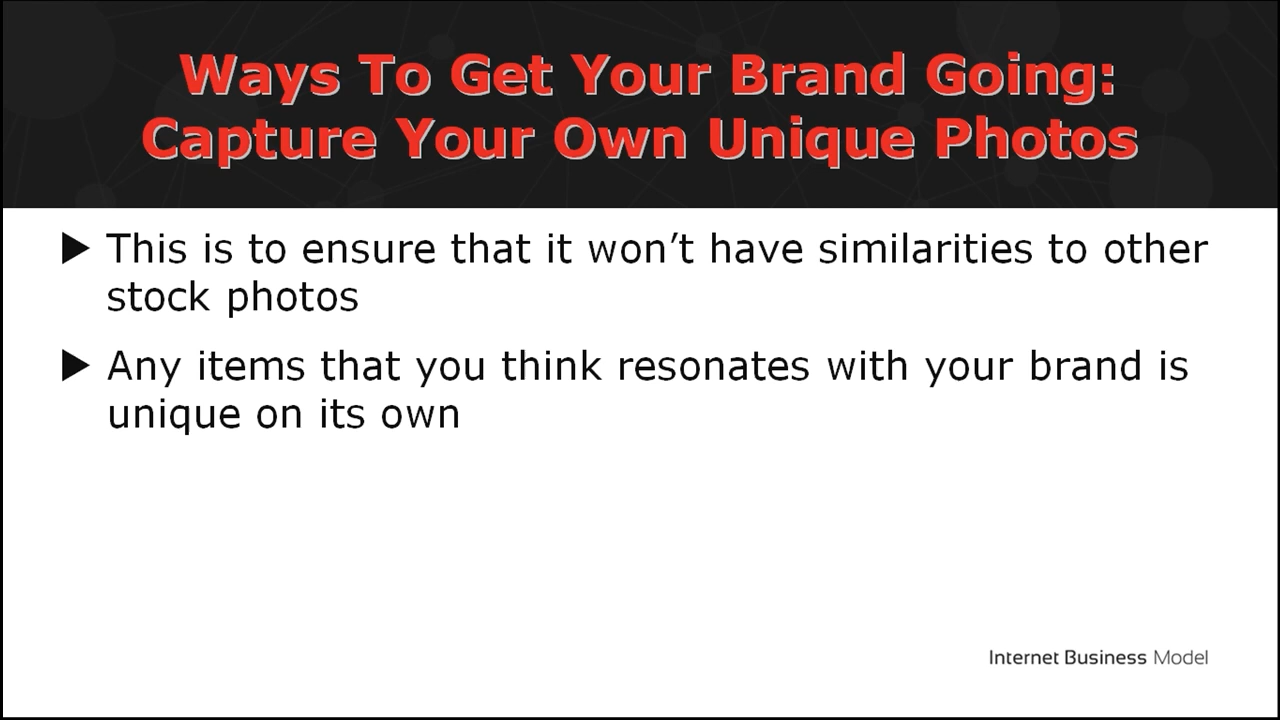 Ways To Get Your Brand Going:
Capture Your Own Unique Photos
This is to ensure that it won’t have similarities to other
stock photos
Any items that you think resonates with your brand is
unique on its own
Internet Business Model